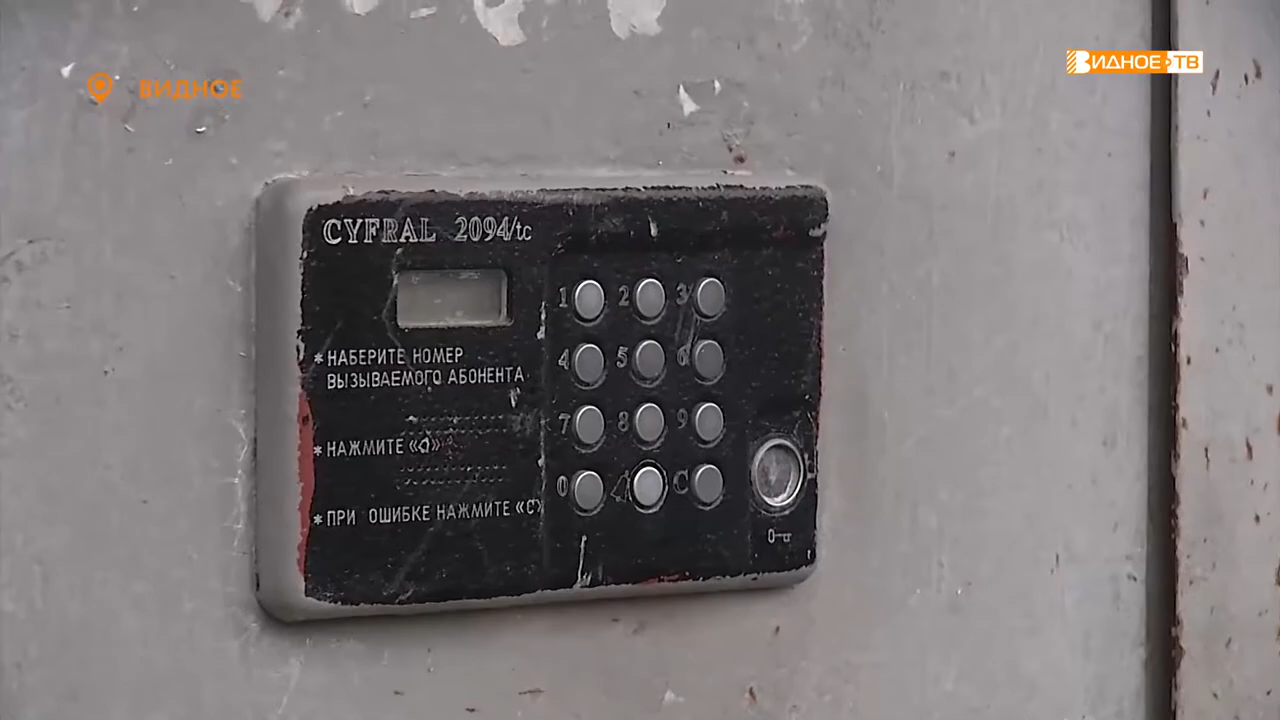 ВИДНОЕ
ВИДНОЕ ТВ
CYFRAL 2094/tc
1 2 3
* НАБЕРИТЕ НОМЕР
ВЫЗЫВАЕМОГО АБОНЕНТА
4 5 6
7 8 9
* НАЖМИТЕ «🔔»
0 C
* ПРИ ОШИБКЕ НАЖМИТЕ «С»